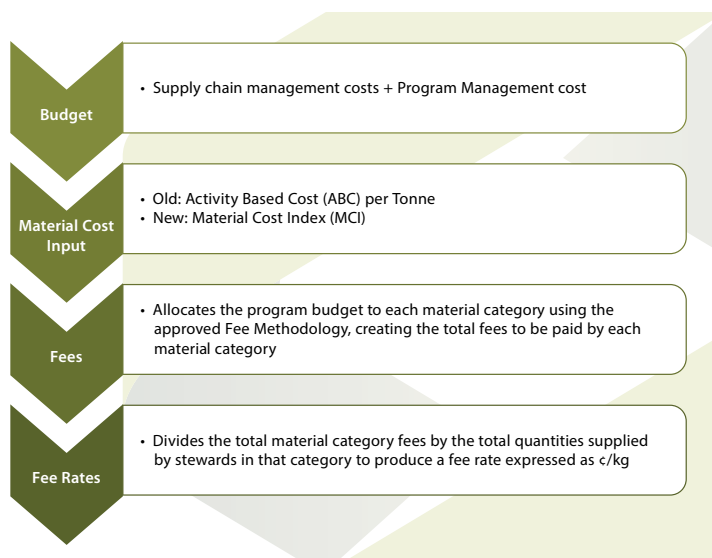 Budget
• Supply chain management costs + Program Management cost
Material Cost
Input
• Old: Activity Based Cost (ABC) per Tonne
• New: Material Cost Index (MCI)
Fees
• Allocates the program budget to each material category using the
approved Fee Methodology, creating the total fees to be paid by each
material category
Fee Rates
• Divides the total material category fees by the total quantities supplied
by stewards in that category to produce a fee rate expressed as ¢/kg